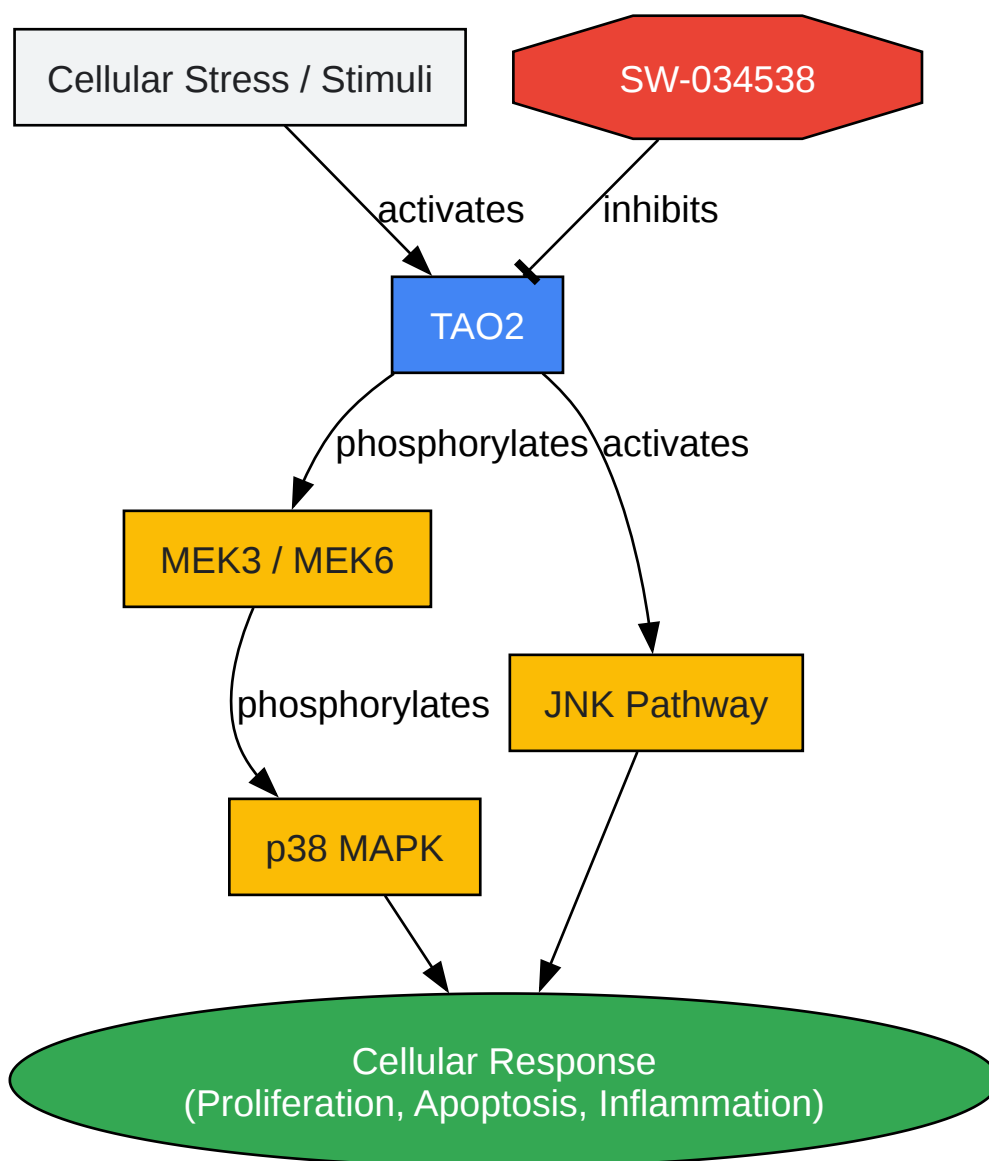 Cellular Stress / Stimuli
SW-034538
activates
inhibits
TAO2
phosphorylates
activates
MEK3 / MEK6
phosphorylates
JNK Pathway
p38 MAPK
Cellular Response
(Proliferation, Apoptosis, Inflammation)